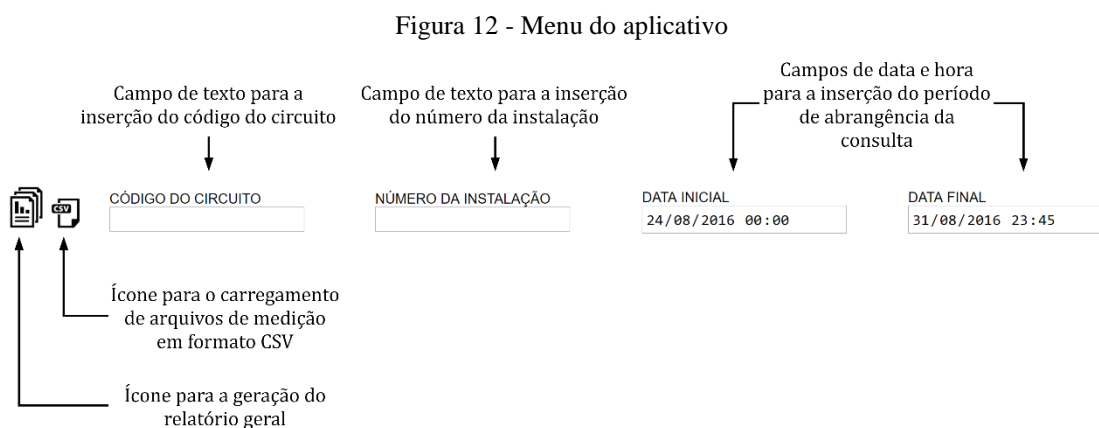 Figura 12 - Menu do aplicativo
Campo de texto para a
inserção do código do circuito
Campo de texto para a inserção
do número da instalação
Campos de data e hora
para a inserção do período
de abrangência da
consulta
CSV
CÓDIGO DO CIRCUITO
NÚMERO DA INSTALAÇÃO
DATA INICIAL
24/08/2016 00:00
DATA FINAL
31/08/2016 23:45
Ícone para o carregamento
de arquivos de medição
em formato CSV
Ícone para a geração do
relatório geral